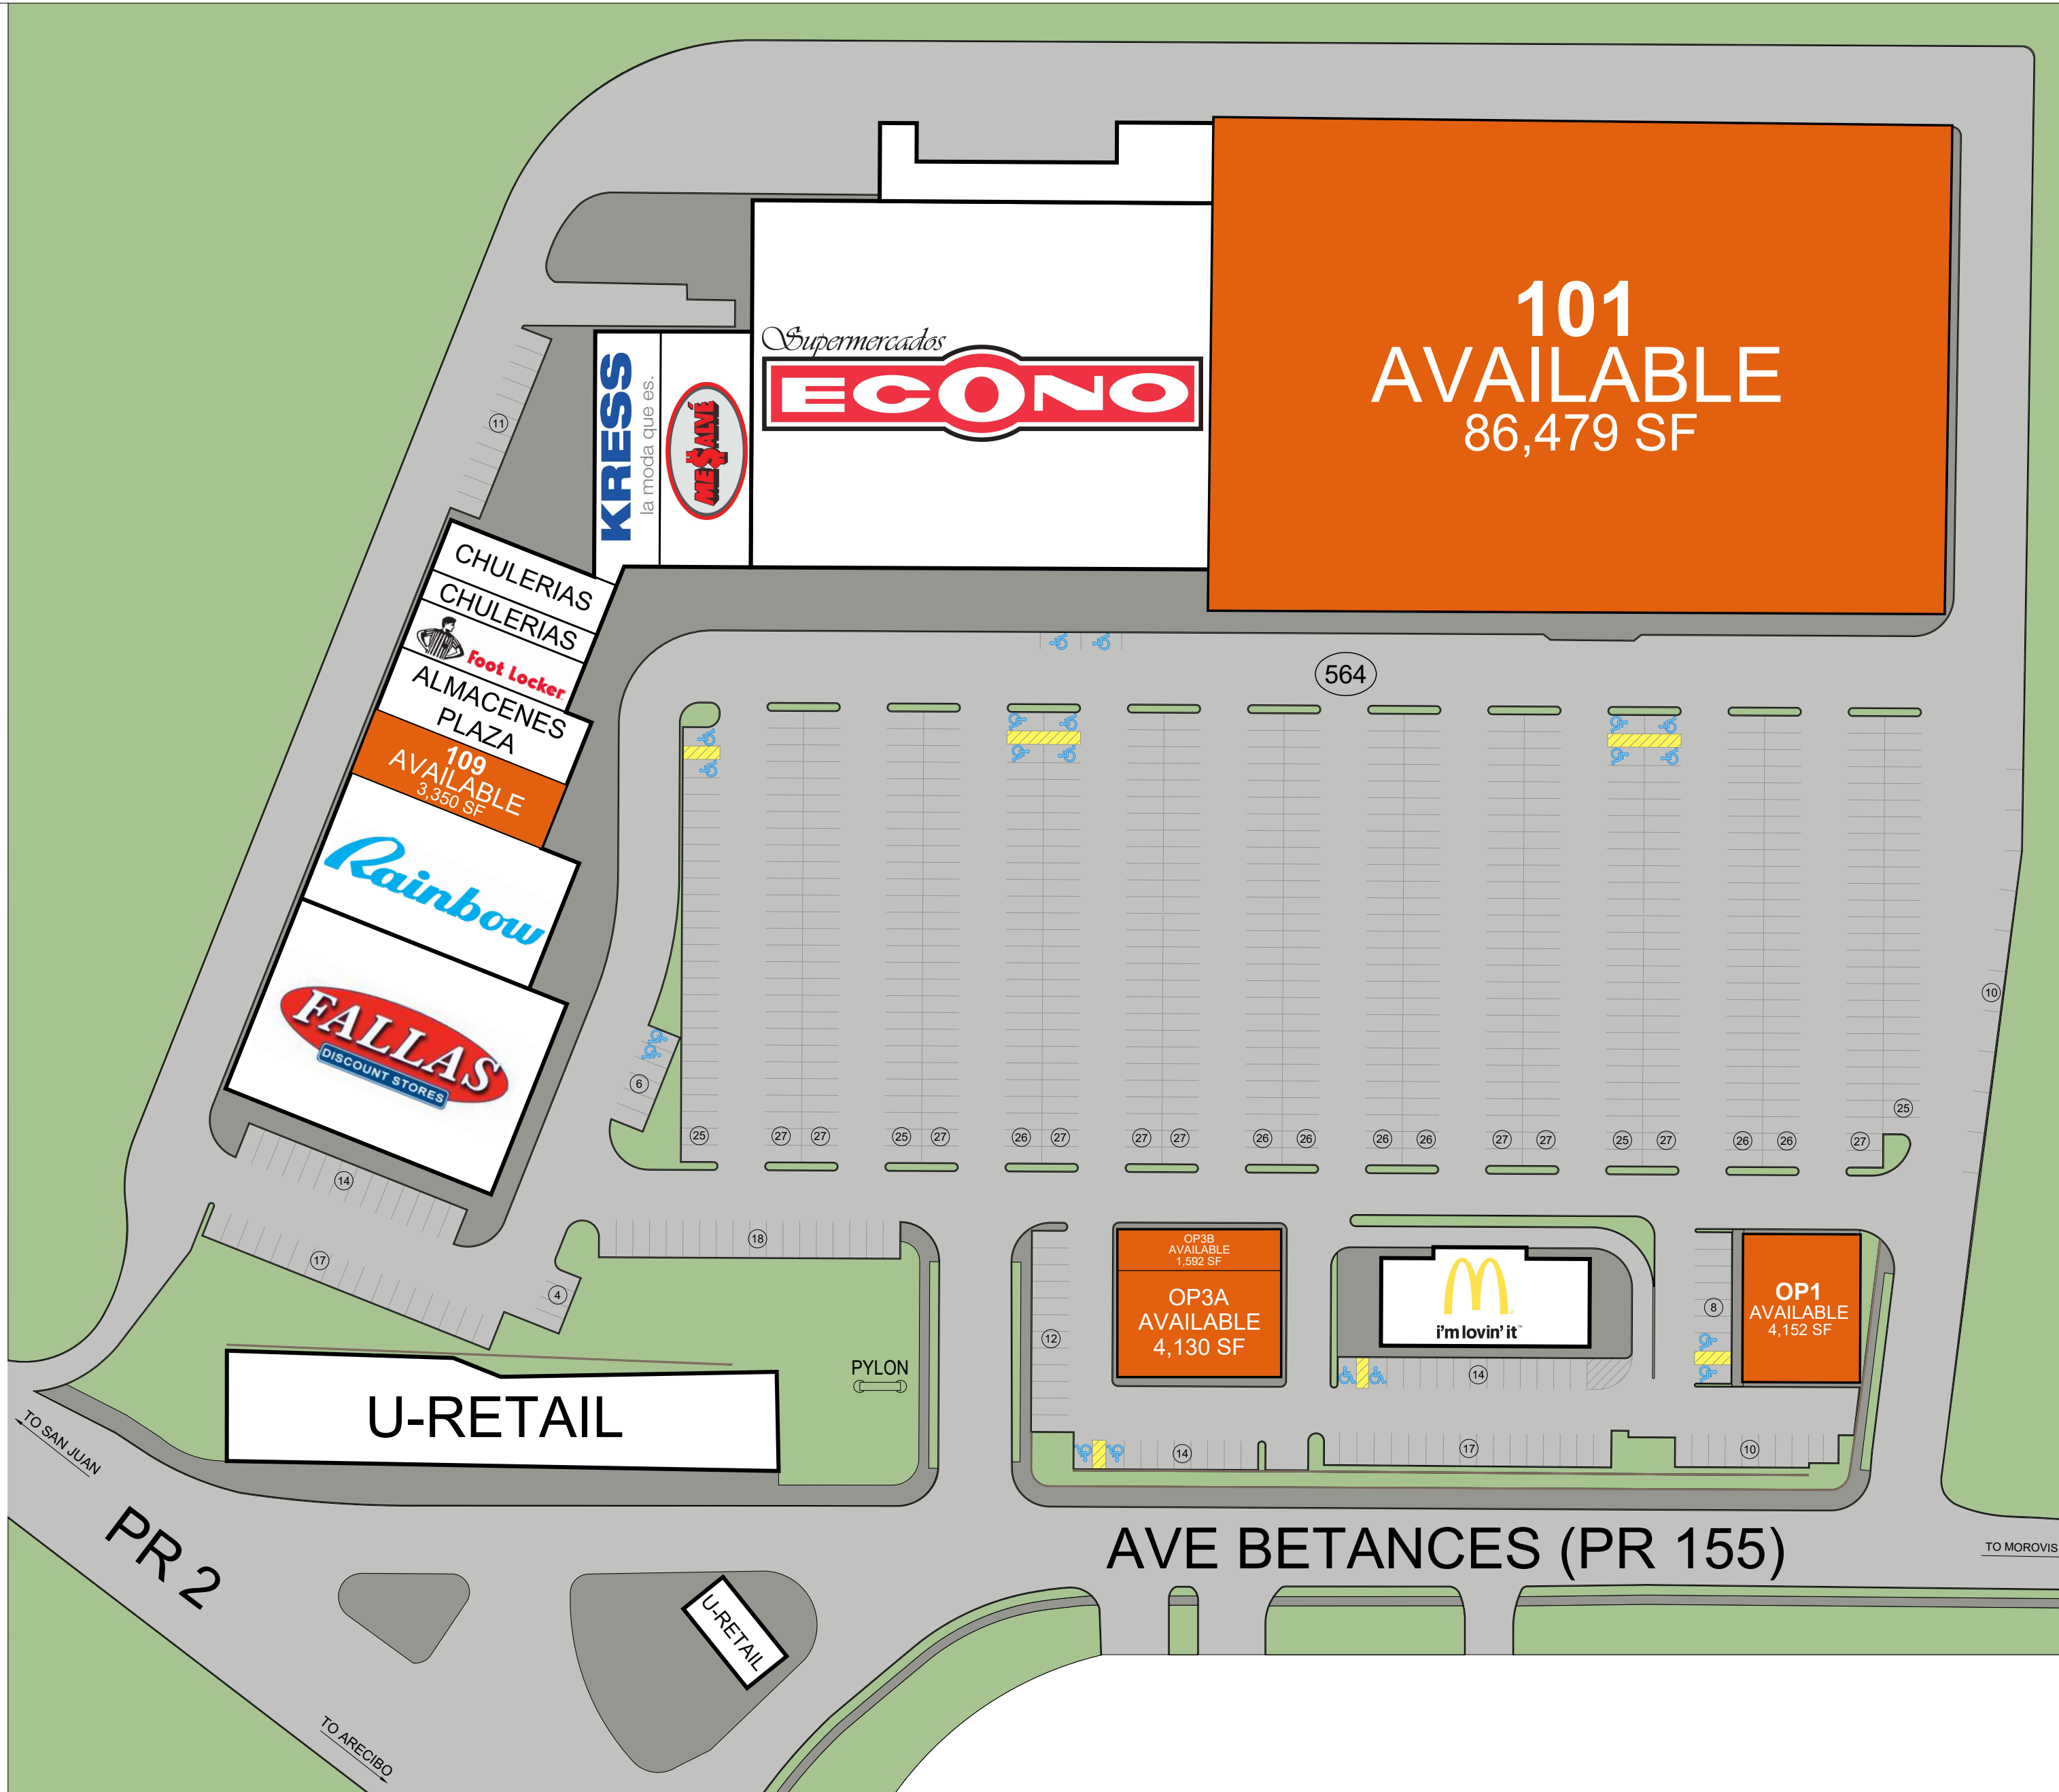 101
AVAILABLE
86,479 SF
Supermercados
ECONO
KRESS
la moda que es.
ME SALVÉ
11
CHULERIAS
CHULERIAS
Foot Locker
ALMACENES
PLAZA
109
AVAILABLE
3,350 SF
Rainbow
FALLAS
DISCOUNT STORES
564
10
6
25
25
27
27
25
27
26
27
27
27
26
26
26
26
27
27
25
27
26
26
27
14
17
4
18
12
OP3B
AVAILABLE
1,592 SF
OP3A
AVAILABLE
4,130 SF
i'm lovin' it™
14
8
OP1
AVAILABLE
4,152 SF
PYLON
U-RETAIL
14
17
10
TO SAN JUAN
PR 2
AVE BETANCES (PR 155)
TO MOROVIS
U-RETAIL
TO ARECIBO